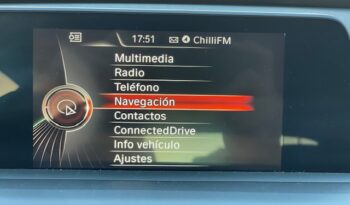 17:51 ChilliFM
Multimedia
Radio
Teléfono
Navegación
Contactos
ConnectedDrive
Info vehículo
Ajustes